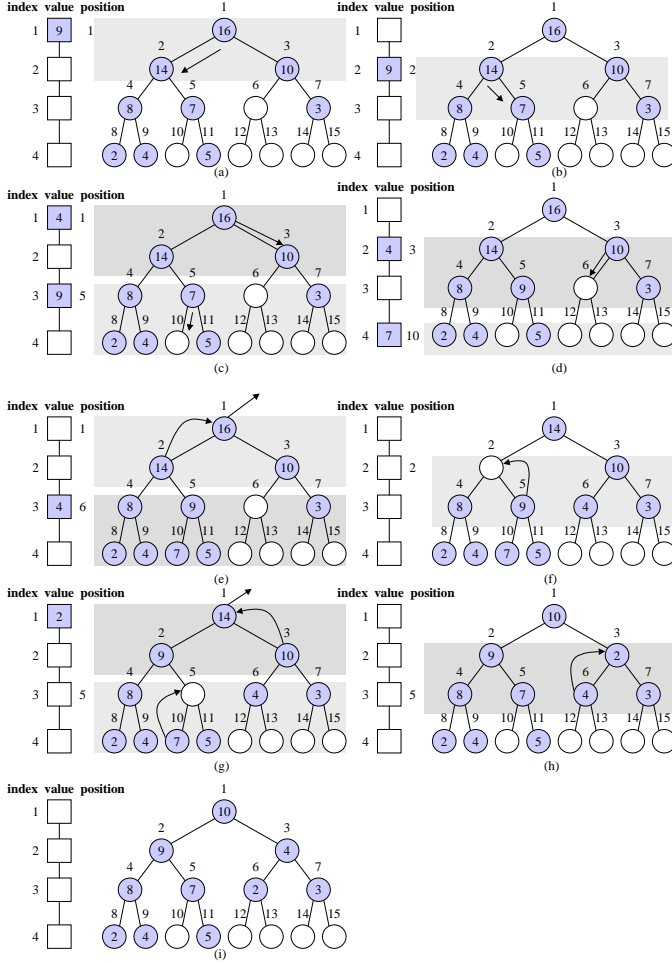 index value position 1
1 9 1 16
2 3
2 14 10
4 5 6 7
3 8 7 3
8 9 10 11 12 13 14 15
4 2 4 5
(a)
index value position 1
1 16
2 3
2 9 2 14 10
4 5 6 7
3 8 7 3
8 9 10 11 12 13 14 15
4 2 4 5
(b)
index value position 1
1 4 1 16
2 3
2 14 10
4 5 6 7
3 9 5 8 7 3
8 9 10 11 12 13 14 15
4 2 4 5
(c)
index value position 1
1 16
2 3
2 4 3 14 10
4 5 6 7
3 8 9 3
8 9 10 11 12 13 14 15
4 7 10 2 4 5
(d)
index value position 1
1 1 16
2 3
2 14 10
4 5 6 7
3 4 6 8 9 3
8 9 10 11 12 13 14 15
4 2 4 7 5
(e)
index value position 1
1 14
2 3
2 2 10
4 5 6 7
3 8 9 4 3
8 9 10 11 12 13 14 15
4 2 4 7 5
(f)
index value position 1
1 2 14
2 3
2 9 10
4 5 6 7
3 5 8 4 3
8 9 10 11 12 13 14 15
4 2 4 7 5
(g)
index value position 1
1 10
2 3
2 9 2
4 5 6 7
3 5 8 7 4 3
8 9 10 11 12 13 14 15
4 2 4 5
(h)
index value position 1
1 10
2 3
2 9 4
4 5 6 7
3 8 7 2 3
8 9 10 11 12 13 14 15
4 2 4 5
(i)